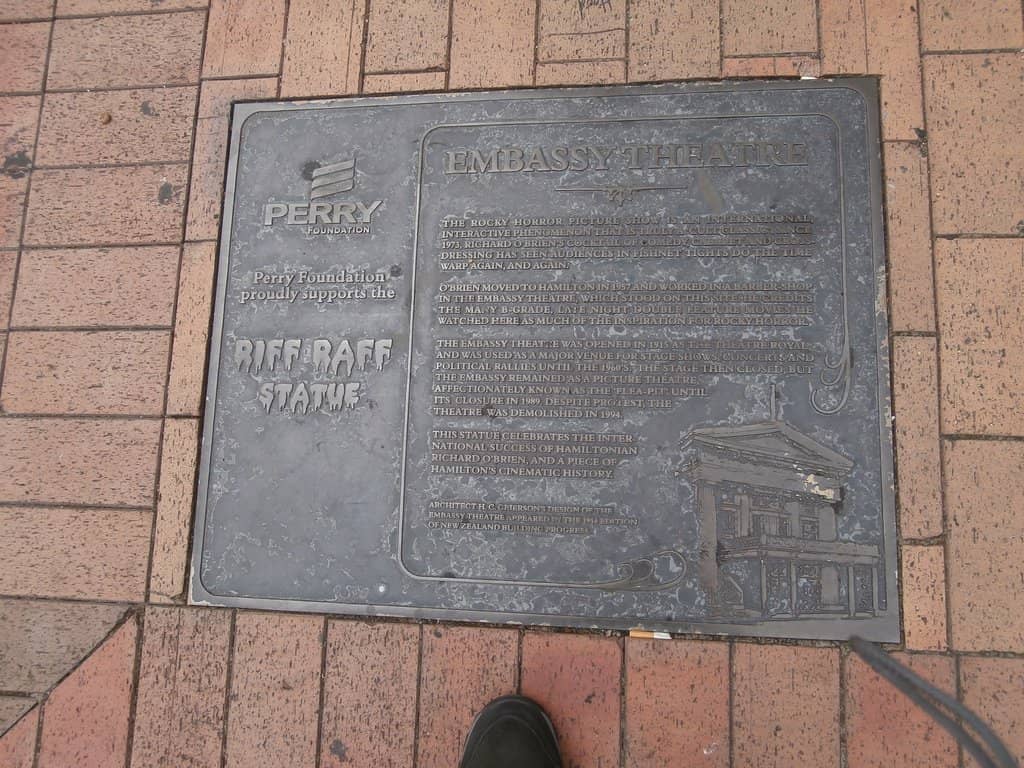 PERRY
FOUNDATION
Perry Foundation
proudly supports the
RIFF RAFF
STATUE
EMBASSY THEATRE
THE ROCKY HORROR PICTURE SHOW IS AN INTERNATIONAL
INTERACTIVE PHENOMENON THAT IS TRULY A CULT CLASSIC. SINCE
1973, RICHARD O'BRIEN'S COCKTAIL OF COMEDY, CABARET AND CROSS-
DRESSING HAS SEEN AUDIENCES IN FISHNET TIGHTS DO THE TIME
WARP AGAIN, AND AGAIN.
O'BRIEN MOVED TO HAMILTON IN 1957 AND WORKED IN A BARBER SHOP
IN THE EMBASSY THEATRE, WHICH STOOD ON THIS SITE. HE CREDITS
THE MANY B-GRADE, LATE NIGHT DOUBLE FEATURE MOVIES HE
WATCHED HERE AS MUCH OF THE INSPIRATION FOR ROCKY HORROR.
THE EMBASSY THEATRE WAS OPENED IN 1915 AS THE THEATRE ROYAL
AND WAS USED AS A MAJOR VENUE FOR STAGE SHOWS, CONCERTS AND
POLITICAL RALLIES UNTIL THE 1960'S. THE STAGE THEN CLOSED, BUT
THE EMBASSY REMAINED AS A PICTURE THEATRE,
AFFECTIONATELY KNOWN AS THE 'FLEA-PIT', UNTIL
ITS CLOSURE IN 1989. DESPITE PROTEST, THE
THEATRE WAS DEMOLISHED IN 1994.
THIS STATUE CELEBRATES THE INTER-
NATIONAL SUCCESS OF HAMILTONIAN
RICHARD O'BRIEN, AND A PIECE OF
HAMILTON'S CINEMATIC HISTORY.
ARCHITECT H. C. GRIERSON'S DESIGN OF THE
EMBASSY THEATRE APPEARED IN THE 1914 EDITION
OF NEW ZEALAND BUILDING PROGRESS.